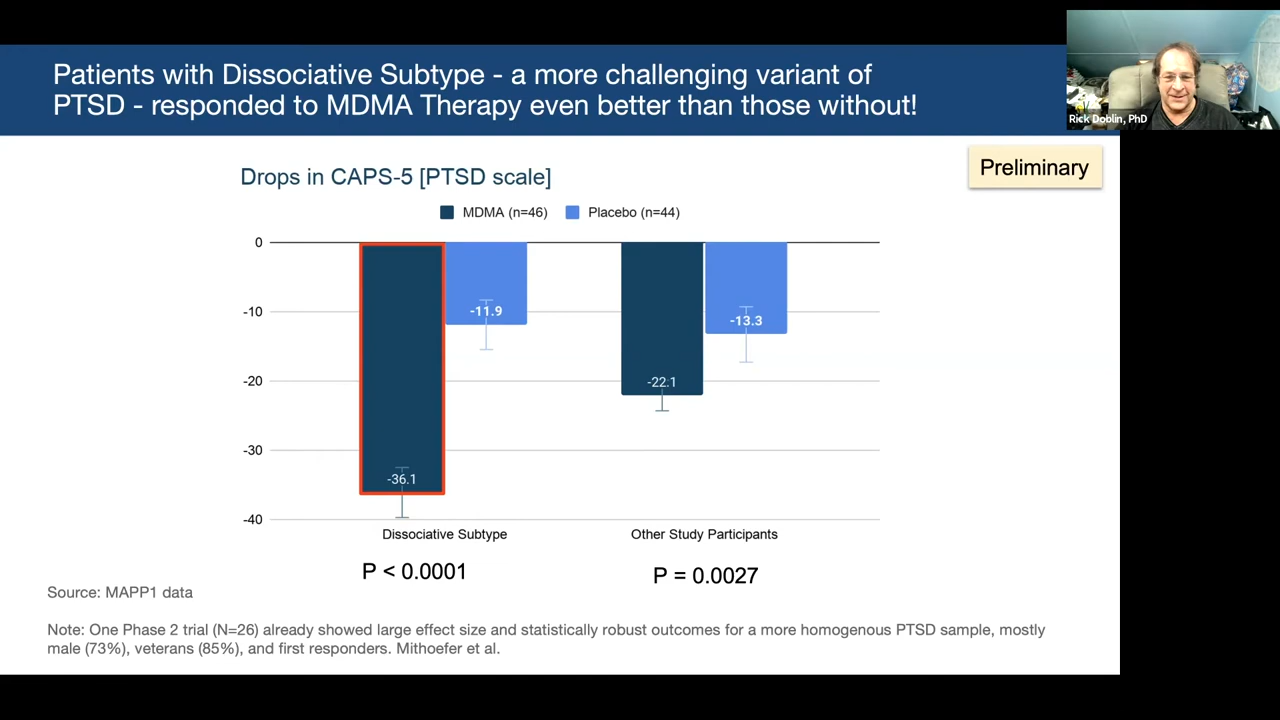 Patients with Dissociative Subtype - a more challenging variant of
PTSD - responded to MDMA Therapy even better than those without!
Rick Doblin, PhD
Preliminary
Drops in CAPS-5 [PTSD scale]
MDMA (n=46) Placebo (n=44)
0
-10
-20
-30
-40
-11.9
-13.3
-22.1
-36.1
Dissociative Subtype Other Study Participants
P < 0.0001 P = 0.0027
Source: MAPP1 data
Note: One Phase 2 trial (N=26) already showed large effect size and statistically robust outcomes for a more homogenous PTSD sample, mostly
male (73%), veterans (85%), and first responders. Mithoefer et al.